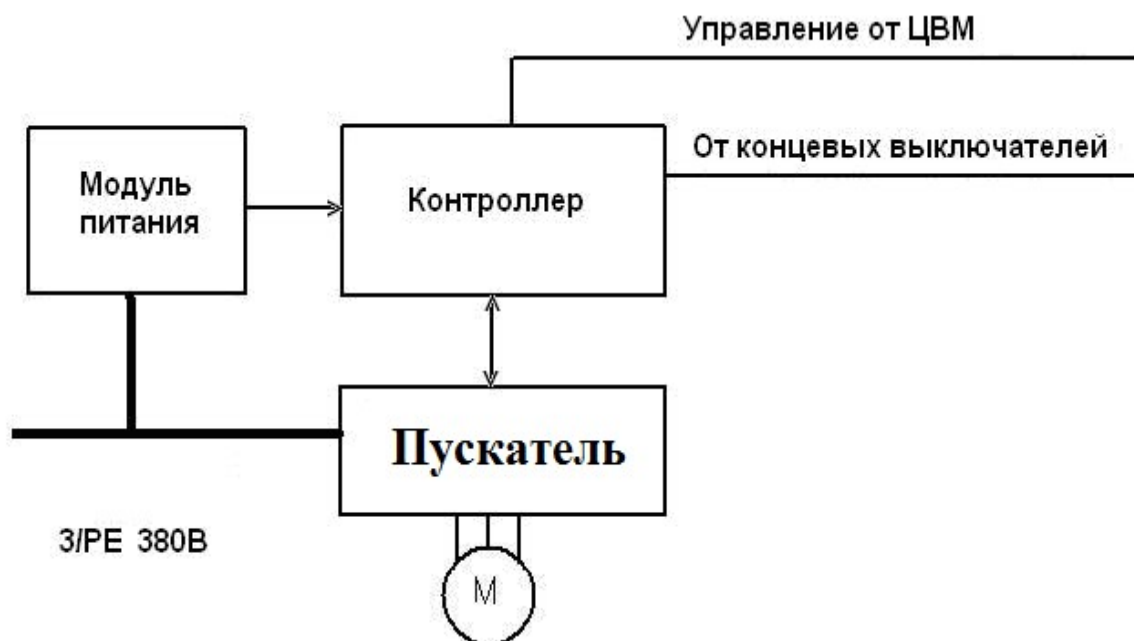 Управление от ЦВМ
От концевых выключателей
Модуль
питания
Контроллер
Пускатель
3/PE 380В
М